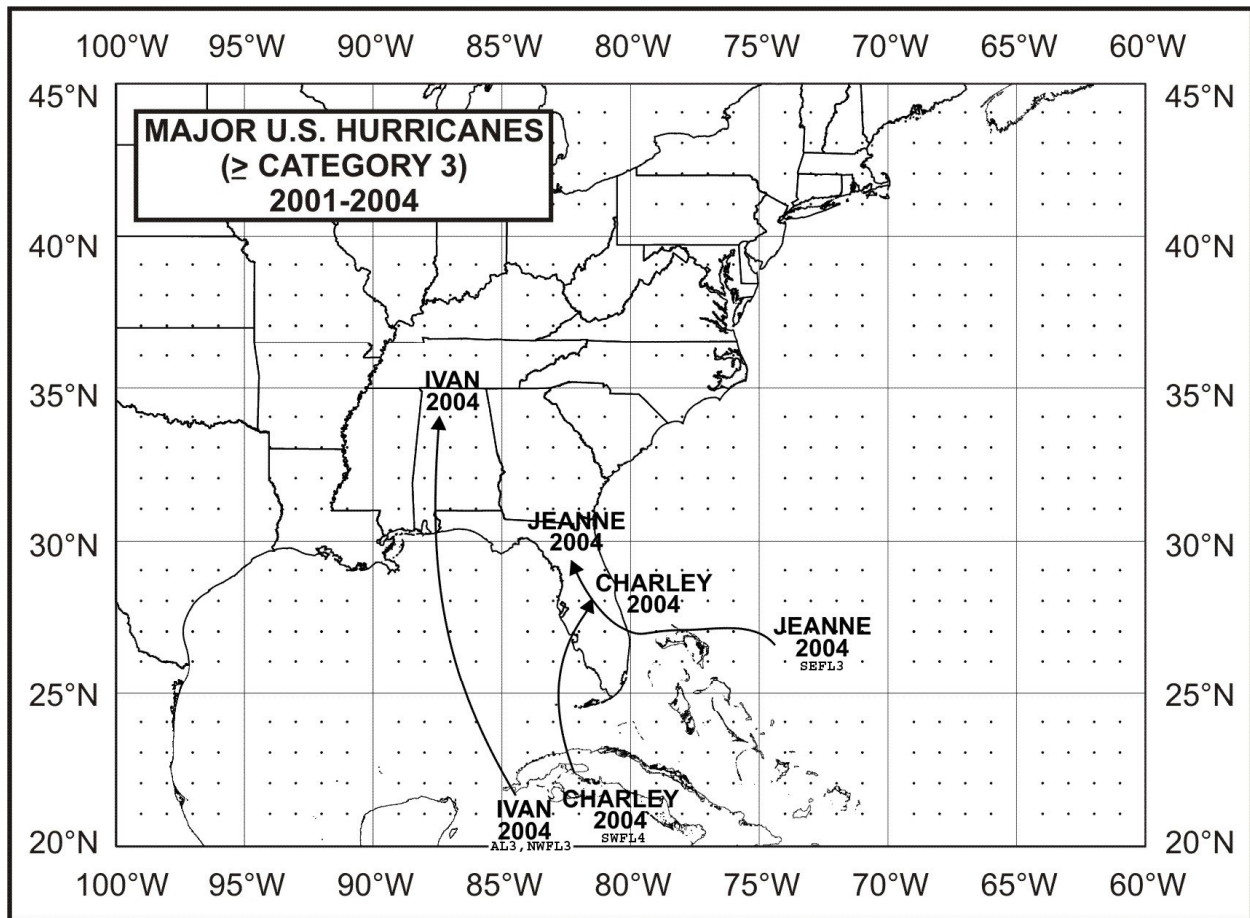 100°W 95°W 90°W 85°W 80°W 75°W 70°W 65°W 60°W
45°N 45°N
MAJOR U.S. HURRICANES
(≥ CATEGORY 3)
2001-2004
40°N 40°N
IVAN
2004
35°N 35°N
JEANNE
2004
30°N 30°N
CHARLEY
2004
JEANNE
2004
SEFL3
25°N 25°N
IVAN
2004
AL3,NWFL3
CHARLEY
2004
SWFL4
20°N 20°N
100°W 95°W 90°W 85°W 80°W 75°W 70°W 65°W 60°W